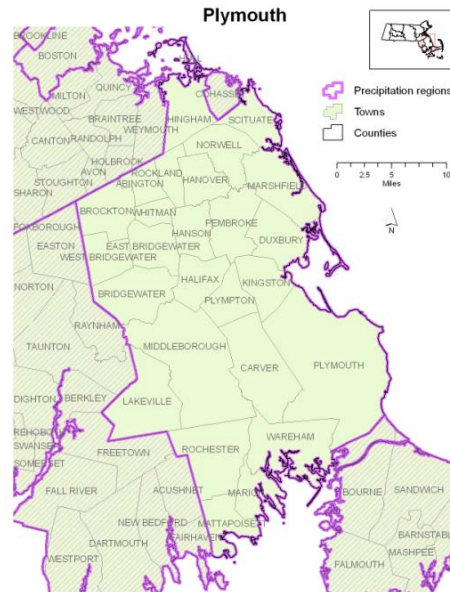 Plymouth
Precipitation regions
Towns
Counties
0 2.5 5 10
Miles
N
BROOKLINE
BOSTON
MILTON
QUINCY
COHASSET
WESTWOOD
BRAINTREE
HINGHAM
SCITUATE
WEYMOUTH
CANTON
RANDOLPH
NORWELL
HOLBROOK
AVON
ROCKLAND
HANOVER
STOUGHTON
ABINGTON
MARSHFIELD
SHARON
BROCKTON
WHITMAN
PEMBROKE
FOXBOROUGH
HANSON
DUXBURY
EASTON
EAST BRIDGEWATER
WEST BRIDGEWATER
HALIFAX
KINGSTON
NORTON
BRIDGEWATER
PLYMPTON
RAYNHAM
TAUNTON
MIDDLEBOROUGH
CARVER
PLYMOUTH
DIGHTON
BERKLEY
LAKEVILLE
REHOBOTH
WAREHAM
SWANSEA
FREETOWN
ROCHESTER
SOMERSET
FALL RIVER
ACUSHNET
MARION
BOURNE
SANDWICH
NEW BEDFORD
MATTAPOISETT
DARTMOUTH
FAIRHAVEN
BARNSTABL
WESTPORT
FALMOUTH
MASHPEE